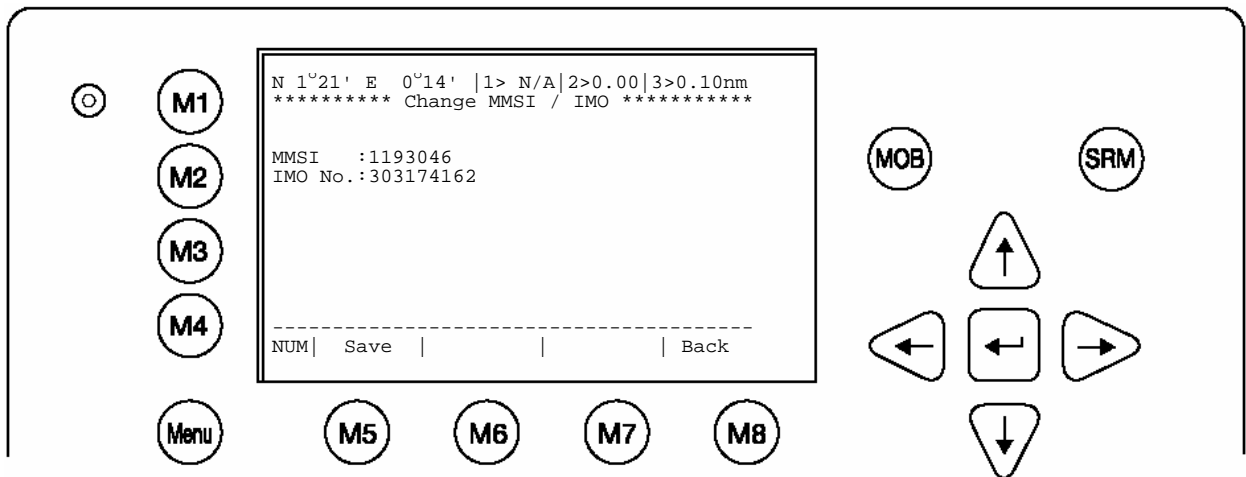 N 1°21' E 0°14' |1> N/A|2>0.00|3>0.10nm
********** Change MMSI / IMO ***********
MMSI :1193046
IMO No.:303174162
----------------------------------------
NUM| Save | | | Back
M1
M2
M3
M4
Menu
M5
M6
M7
M8
MOB
SRM